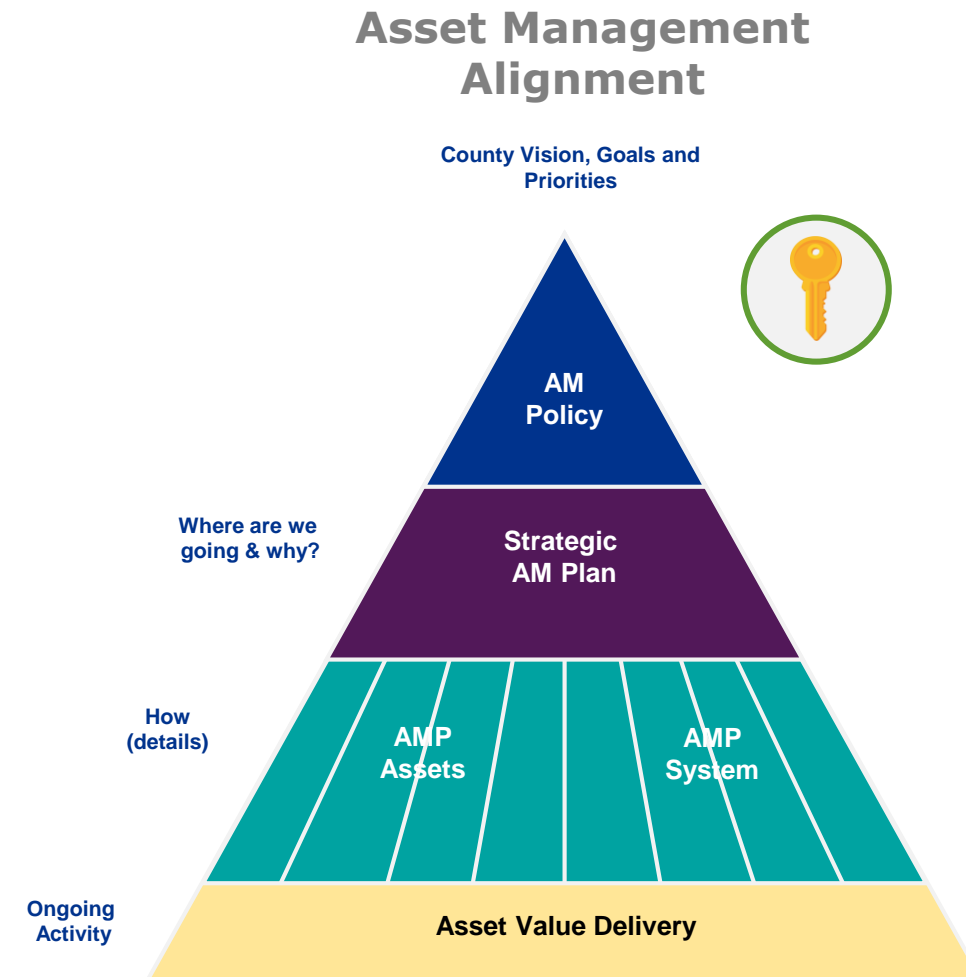 Asset Management
Alignment
County Vision, Goals and
Priorities
AM
Policy
Where are we
going & why?
Strategic
AM Plan
How
(details)
AMP
Assets
AMP
System
Ongoing
Activity
Asset Value Delivery